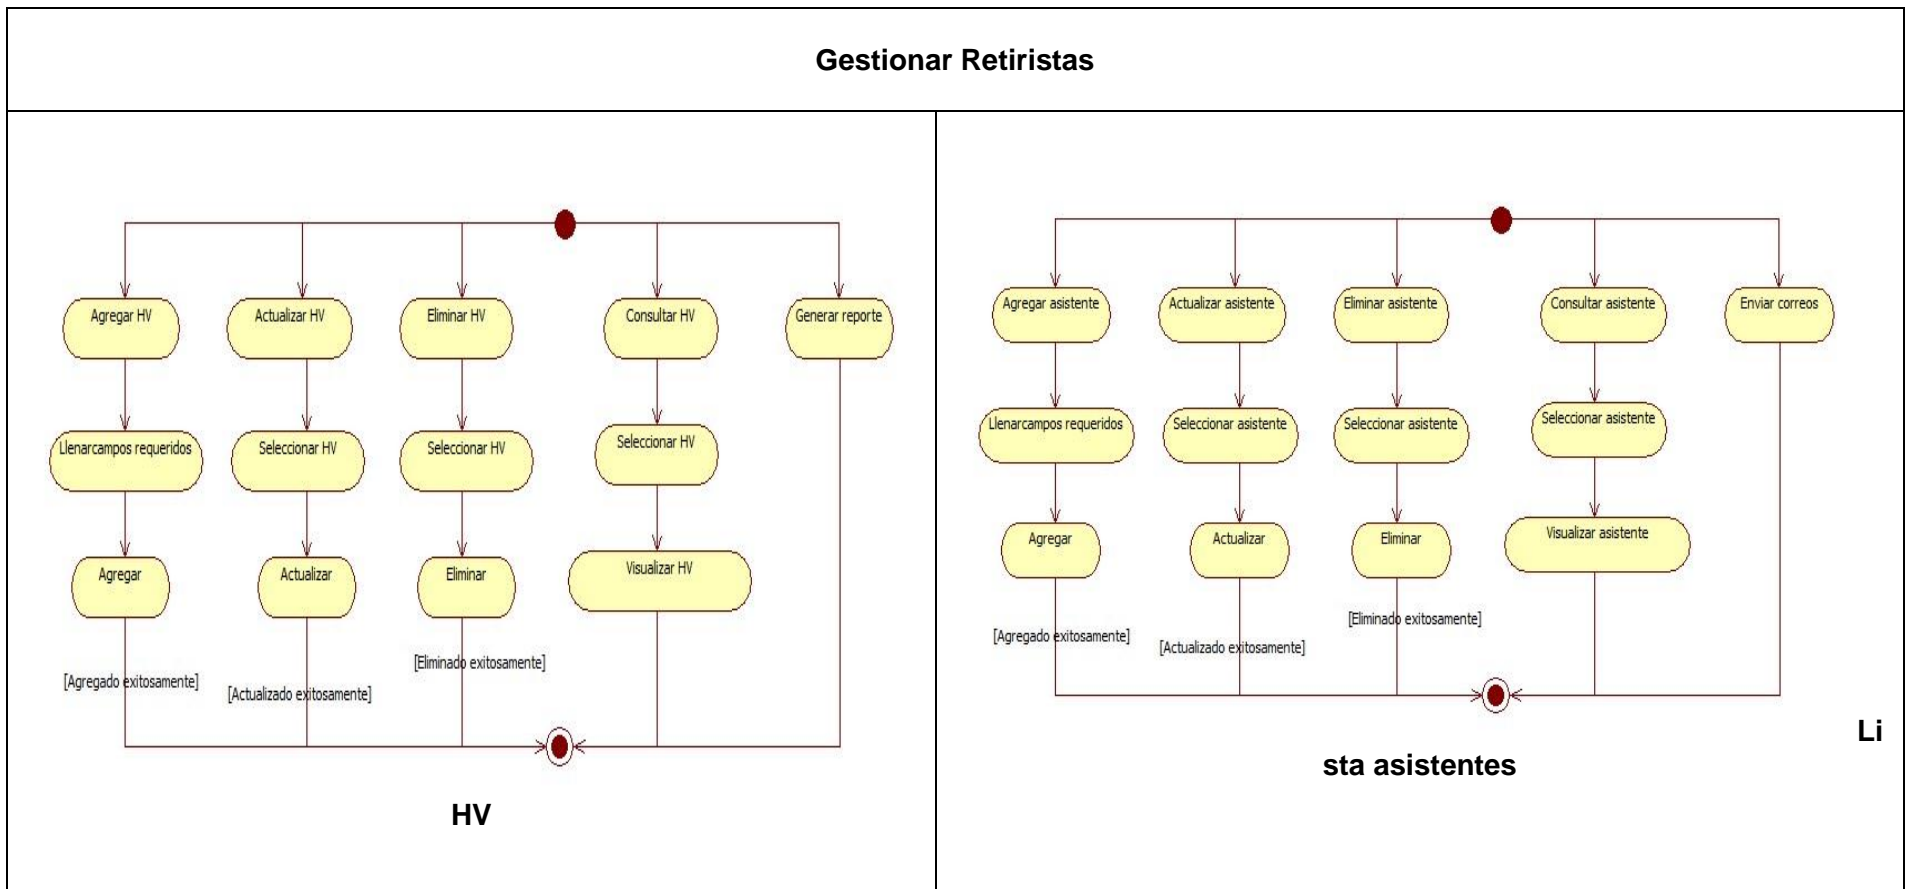 Gestionar Retiristas
Agregar HV
Actualizar HV
Eliminar HV
Consultar HV
Generar reporte
Llenarcampos requeridos
Seleccionar HV
Seleccionar HV
Seleccionar HV
Agregar
Actualizar
Eliminar
Visualizar HV
[Eliminado exitosamente]
[Agregado exitosamente]
[Actualizado exitosamente]
HV
Agregar asistente
Actualizar asistente
Eliminar asistente
Consultar asistente
Enviar correos
Llenarcampos requeridos
Seleccionar asistente
Seleccionar asistente
Seleccionar asistente
Agregar
Actualizar
Eliminar
Visualizar asistente
[Eliminado exitosamente]
[Agregado exitosamente]
[Actualizado exitosamente]
Li
sta asistentes